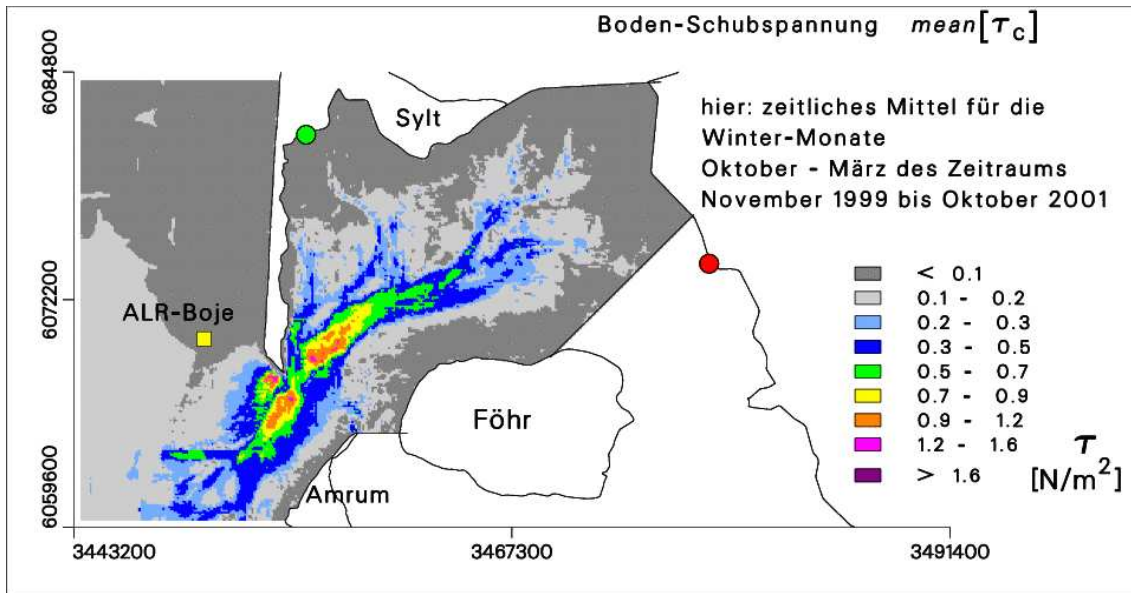 Boden-Schubspannung mean[τc]
hier: zeitliches Mittel für die
Winter-Monate
Oktober - März des Zeitraums
November 1999 bis Oktober 2001
Sylt
ALR-Boje
Föhr
Amrum
6084800
6072200
6059600
3443200
3467300
3491400
< 0.1
0.1 - 0.2
0.2 - 0.3
0.3 - 0.5
0.5 - 0.7
0.7 - 0.9
0.9 - 1.2
1.2 - 1.6
> 1.6
τ
[N/m²]